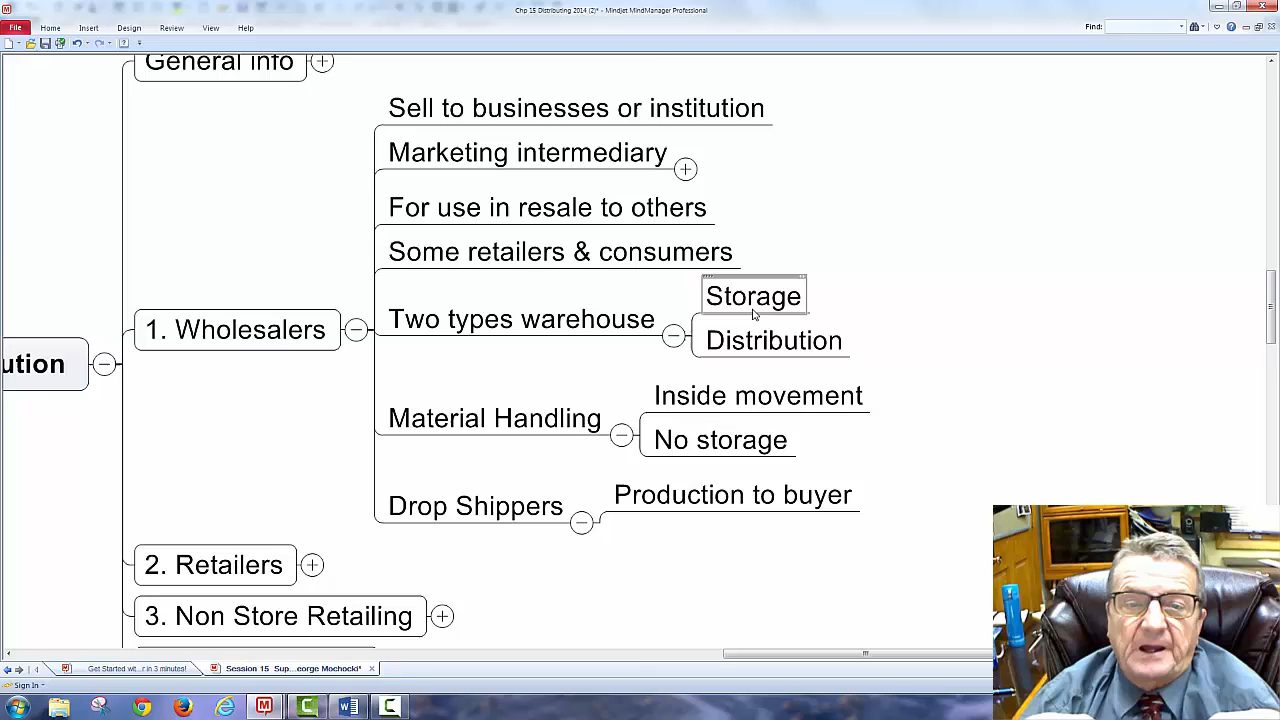 Chp 15 Distributing 2014 (2)* - Mindjet MindManager Professional
File Home Insert Design Review View Help
Find:
General info
Sell to businesses or institution
Marketing intermediary
For use in resale to others
Some retailers & consumers
Storage
Two types warehouse
Distribution
1. Wholesalers
ution
Inside movement
Material Handling
No storage
Production to buyer
Drop Shippers
2. Retailers
3. Non Store Retailing
Get Started wit...r in 3 minutes!
Session 15 Sup...eorge Mochocki*
Sign In